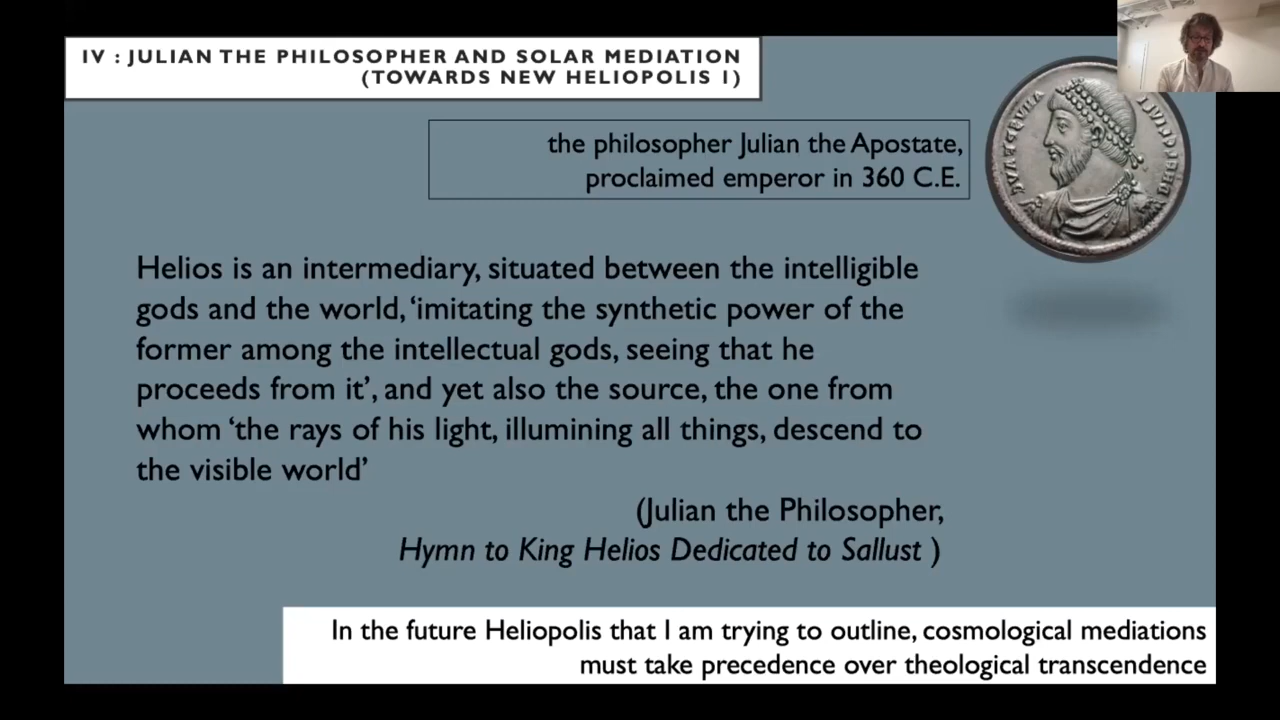 IV : JULIAN THE PHILOSOPHER AND SOLAR MEDIATION
(TOWARDS NEW HELIOPOLIS 1)
the philosopher Julian the Apostate,
proclaimed emperor in 360 C.E.
Helios is an intermediary, situated between the intelligible
gods and the world, ‘imitating the synthetic power of the
former among the intellectual gods, seeing that he
proceeds from it’, and yet also the source, the one from
whom ‘the rays of his light, illumining all things, descend to
the visible world’
(Julian the Philosopher,
Hymn to King Helios Dedicated to Sallust )
In the future Heliopolis that I am trying to outline, cosmological mediations
must take precedence over theological transcendence